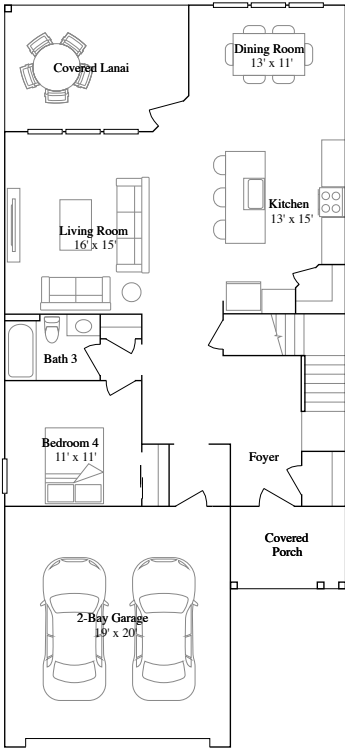 Dining Room
13' x 11'
Covered Lanai
Kitchen
13' x 15'
Living Room
16' x 15'
Bath 3
Bedroom 4
11' x 11'
Foyer
Covered
Porch
2-Bay Garage
19' x 20'